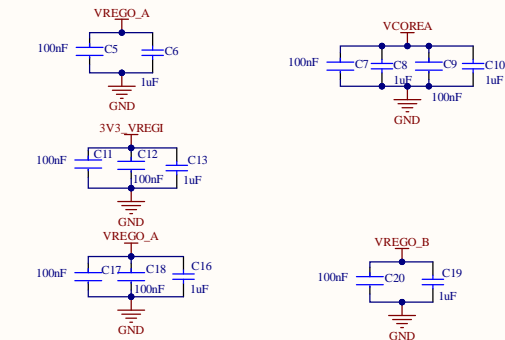 VREGO_A
100nF C5 C6
1uF
GND
VCOREA
100nF C7 C8 C9 C10
1uF 1uF
100nF
GND
3V3_VREGI
100nF C11 C12 C13
100nF 1uF
GND
VREGO_A
100nF C17 C18 C16
100nF 1uF
GND
VREGO_B
100nF C20 C19
1uF
GND